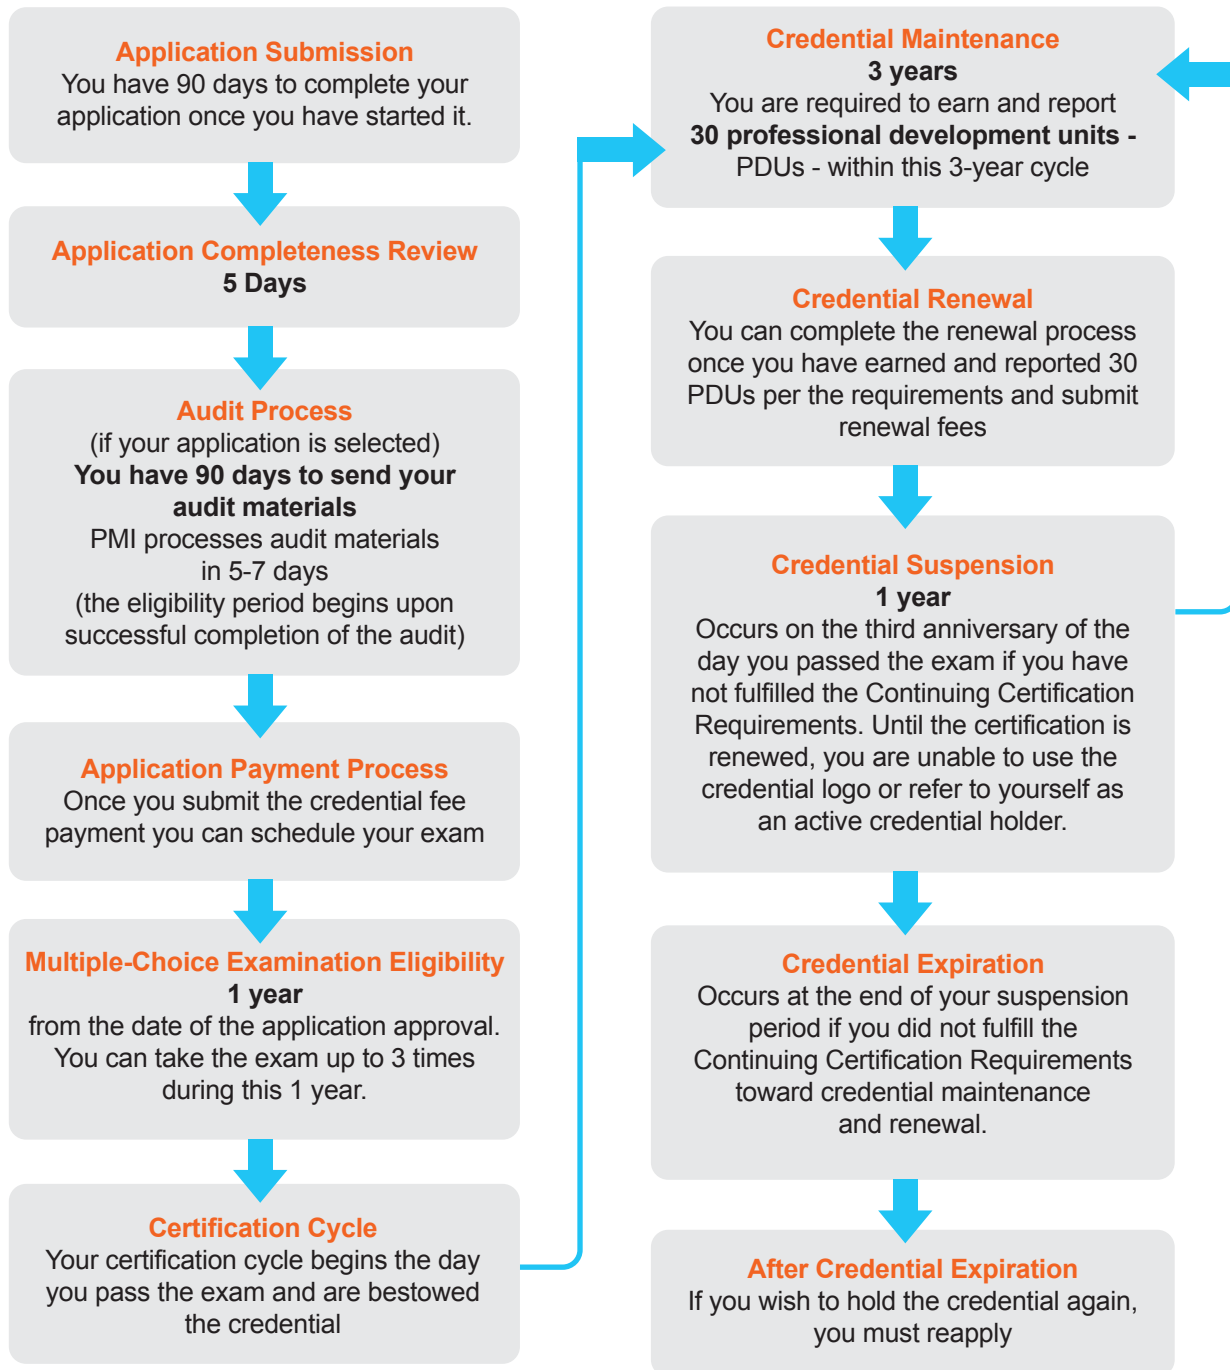 Application Submission
You have 90 days to complete your
application once you have started it.
Application Completeness Review
5 Days
Audit Process
(if your application is selected)
You have 90 days to send your
audit materials
PMI processes audit materials
in 5-7 days
(the eligibility period begins upon
successful completion of the audit)
Application Payment Process
Once you submit the credential fee
payment you can schedule your exam
Multiple-Choice Examination Eligibility
1 year
from the date of the application approval.
You can take the exam up to 3 times
during this 1 year.
Certification Cycle
Your certification cycle begins the day
you pass the exam and are bestowed
the credential
Credential Maintenance
3 years
You are required to earn and report
30 professional development units -
PDUs - within this 3-year cycle
Credential Renewal
You can complete the renewal process
once you have earned and reported 30
PDUs per the requirements and submit
renewal fees
Credential Suspension
1 year
Occurs on the third anniversary of the
day you passed the exam if you have
not fulfilled the Continuing Certification
Requirements. Until the certification is
renewed, you are unable to use the
credential logo or refer to yourself as
an active credential holder.
Credential Expiration
Occurs at the end of your suspension
period if you did not fulfill the
Continuing Certification Requirements
toward credential maintenance
and renewal.
After Credential Expiration
If you wish to hold the credential again,
you must reapply